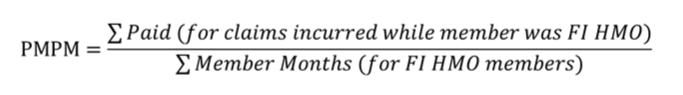 PMPM = ∑ Paid (for claims incurred while member was FI HMO)
∑ Member Months (for FI HMO members)